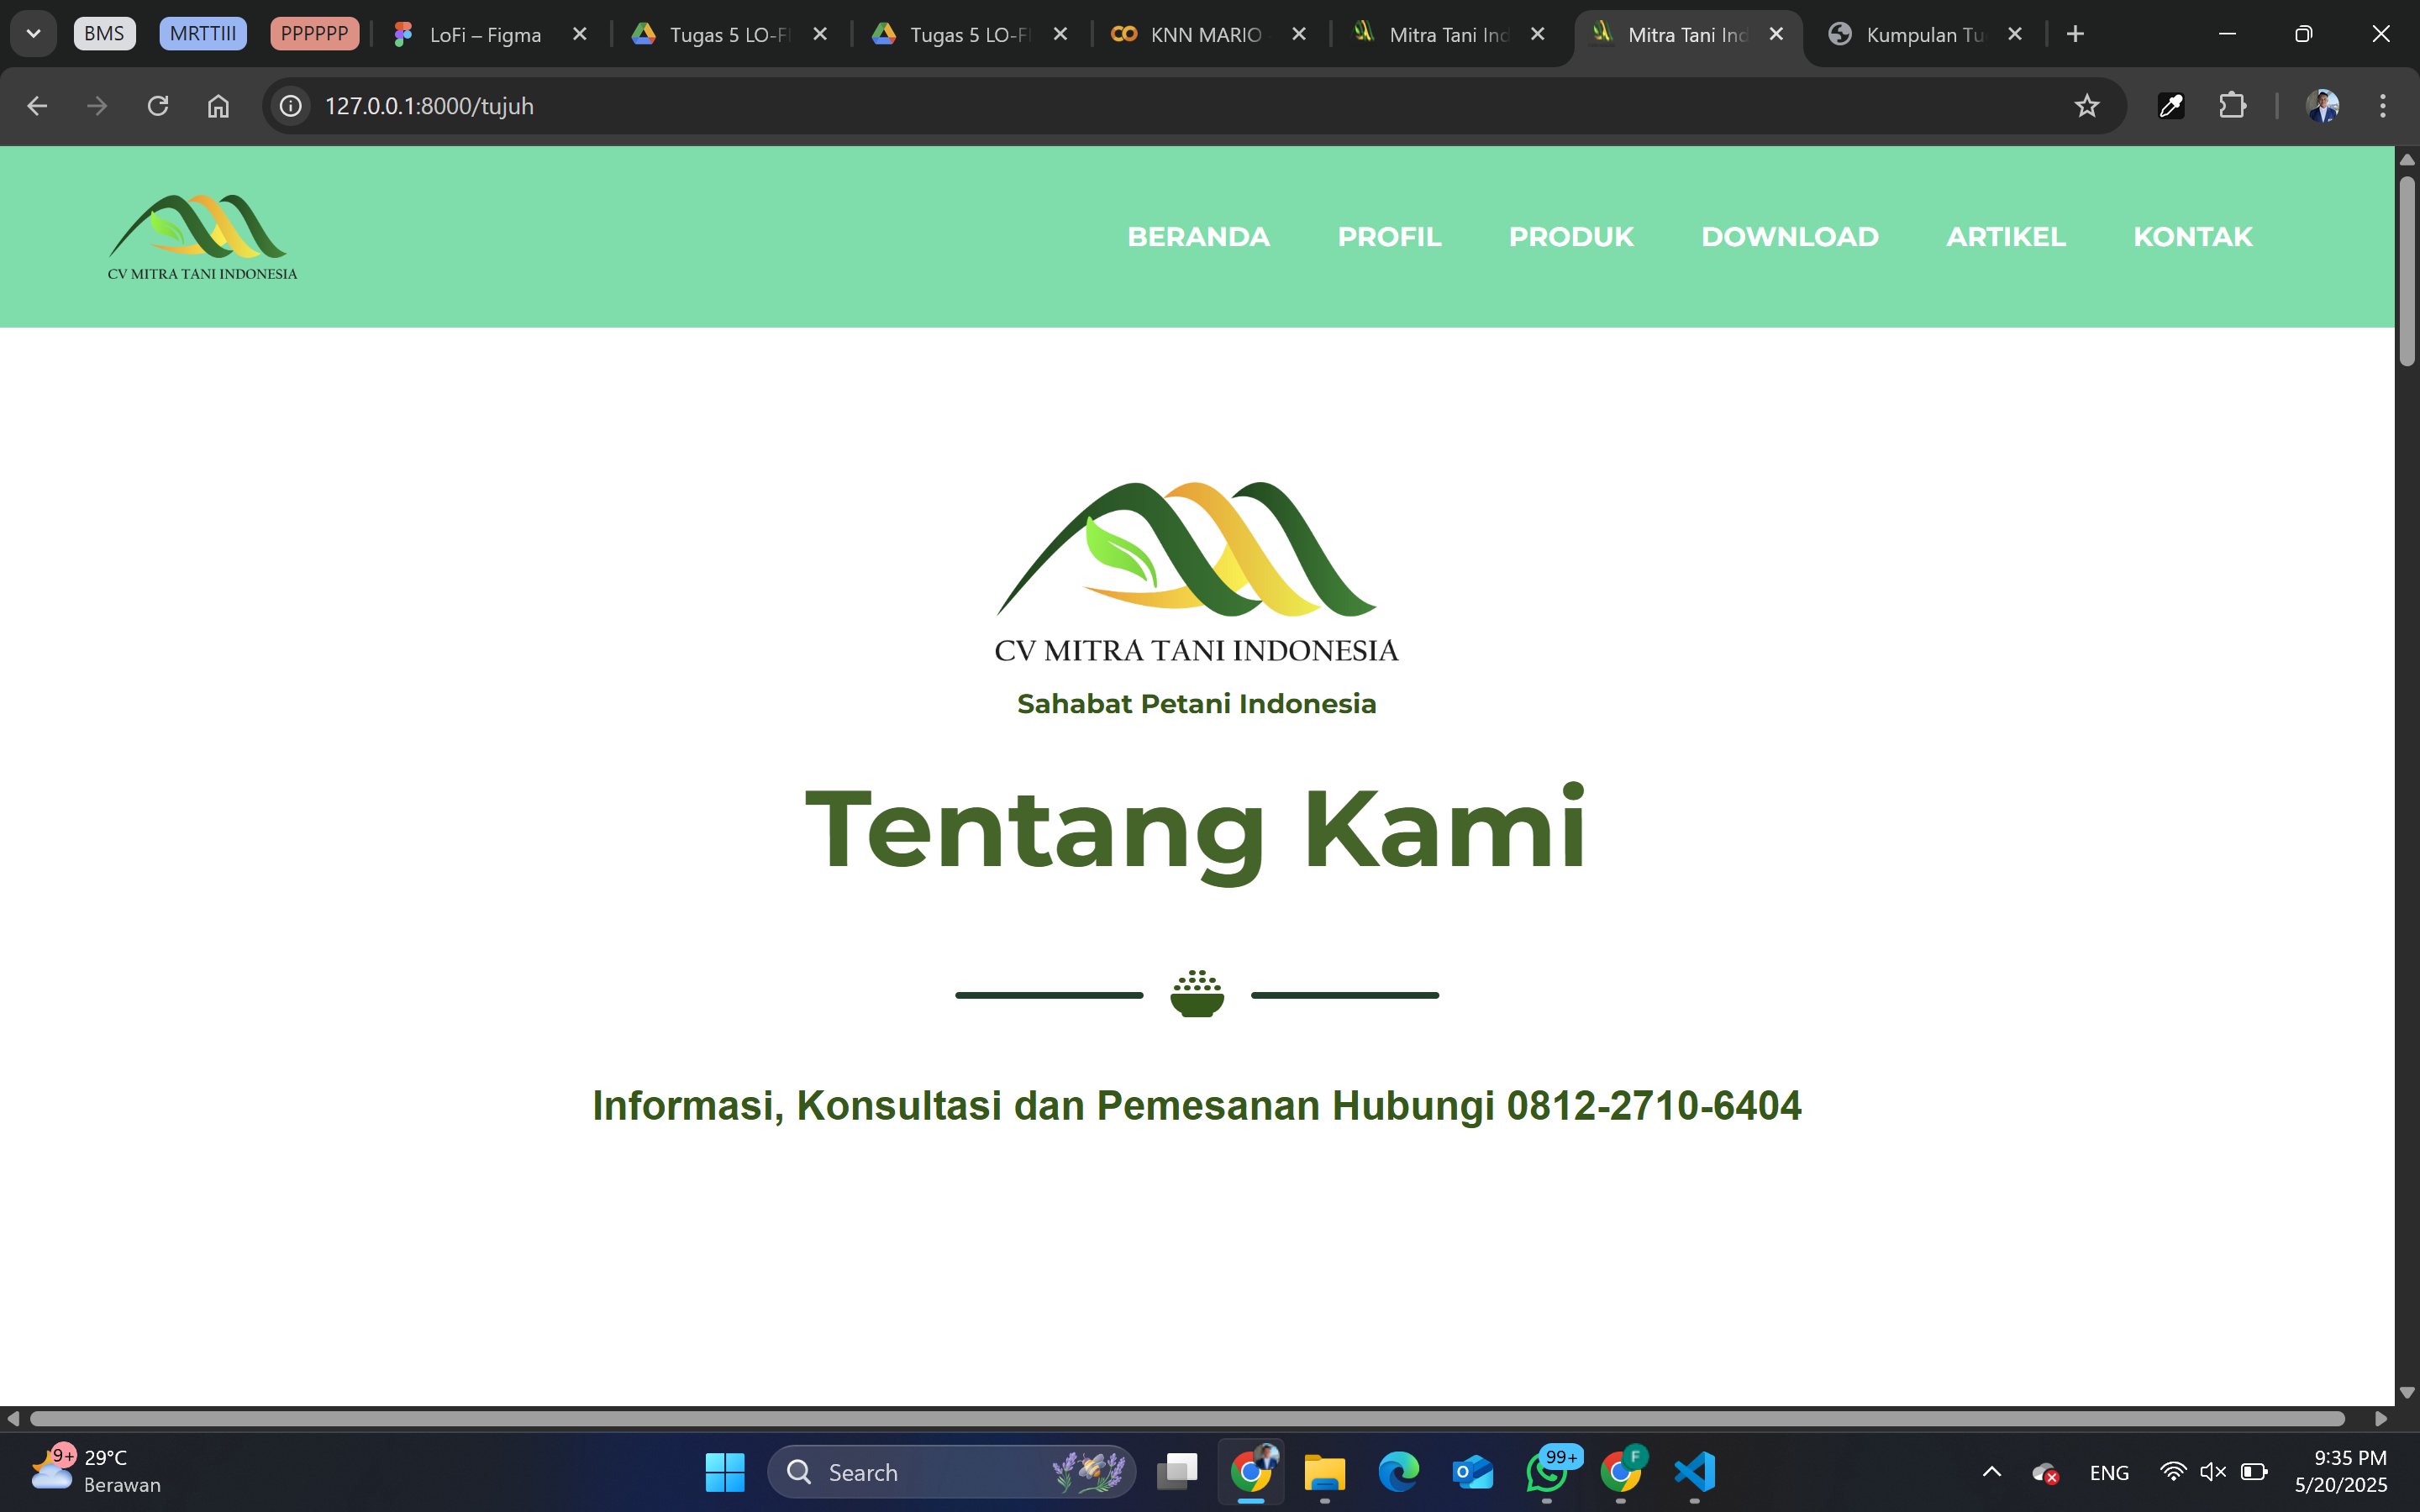 BMS MRTTIII PPPPPP LoFi – Figma Tugas 5 LO-FI Tugas 5 LO-FI KNN MARIO Mitra Tani Ind Mitra Tani Ind Kumpulan Tu
127.0.0.1:8000/tujuh
CV MITRA TANI INDONESIA
BERANDA PROFIL PRODUK DOWNLOAD ARTIKEL KONTAK
CV MITRA TANI INDONESIA
Sahabat Petani Indonesia
Tentang Kami
Informasi, Konsultasi dan Pemesanan Hubungi 0812-2710-6404
9+ 29°C
Berawan
Search
99+
F
ENG
9:35 PM
5/20/2025